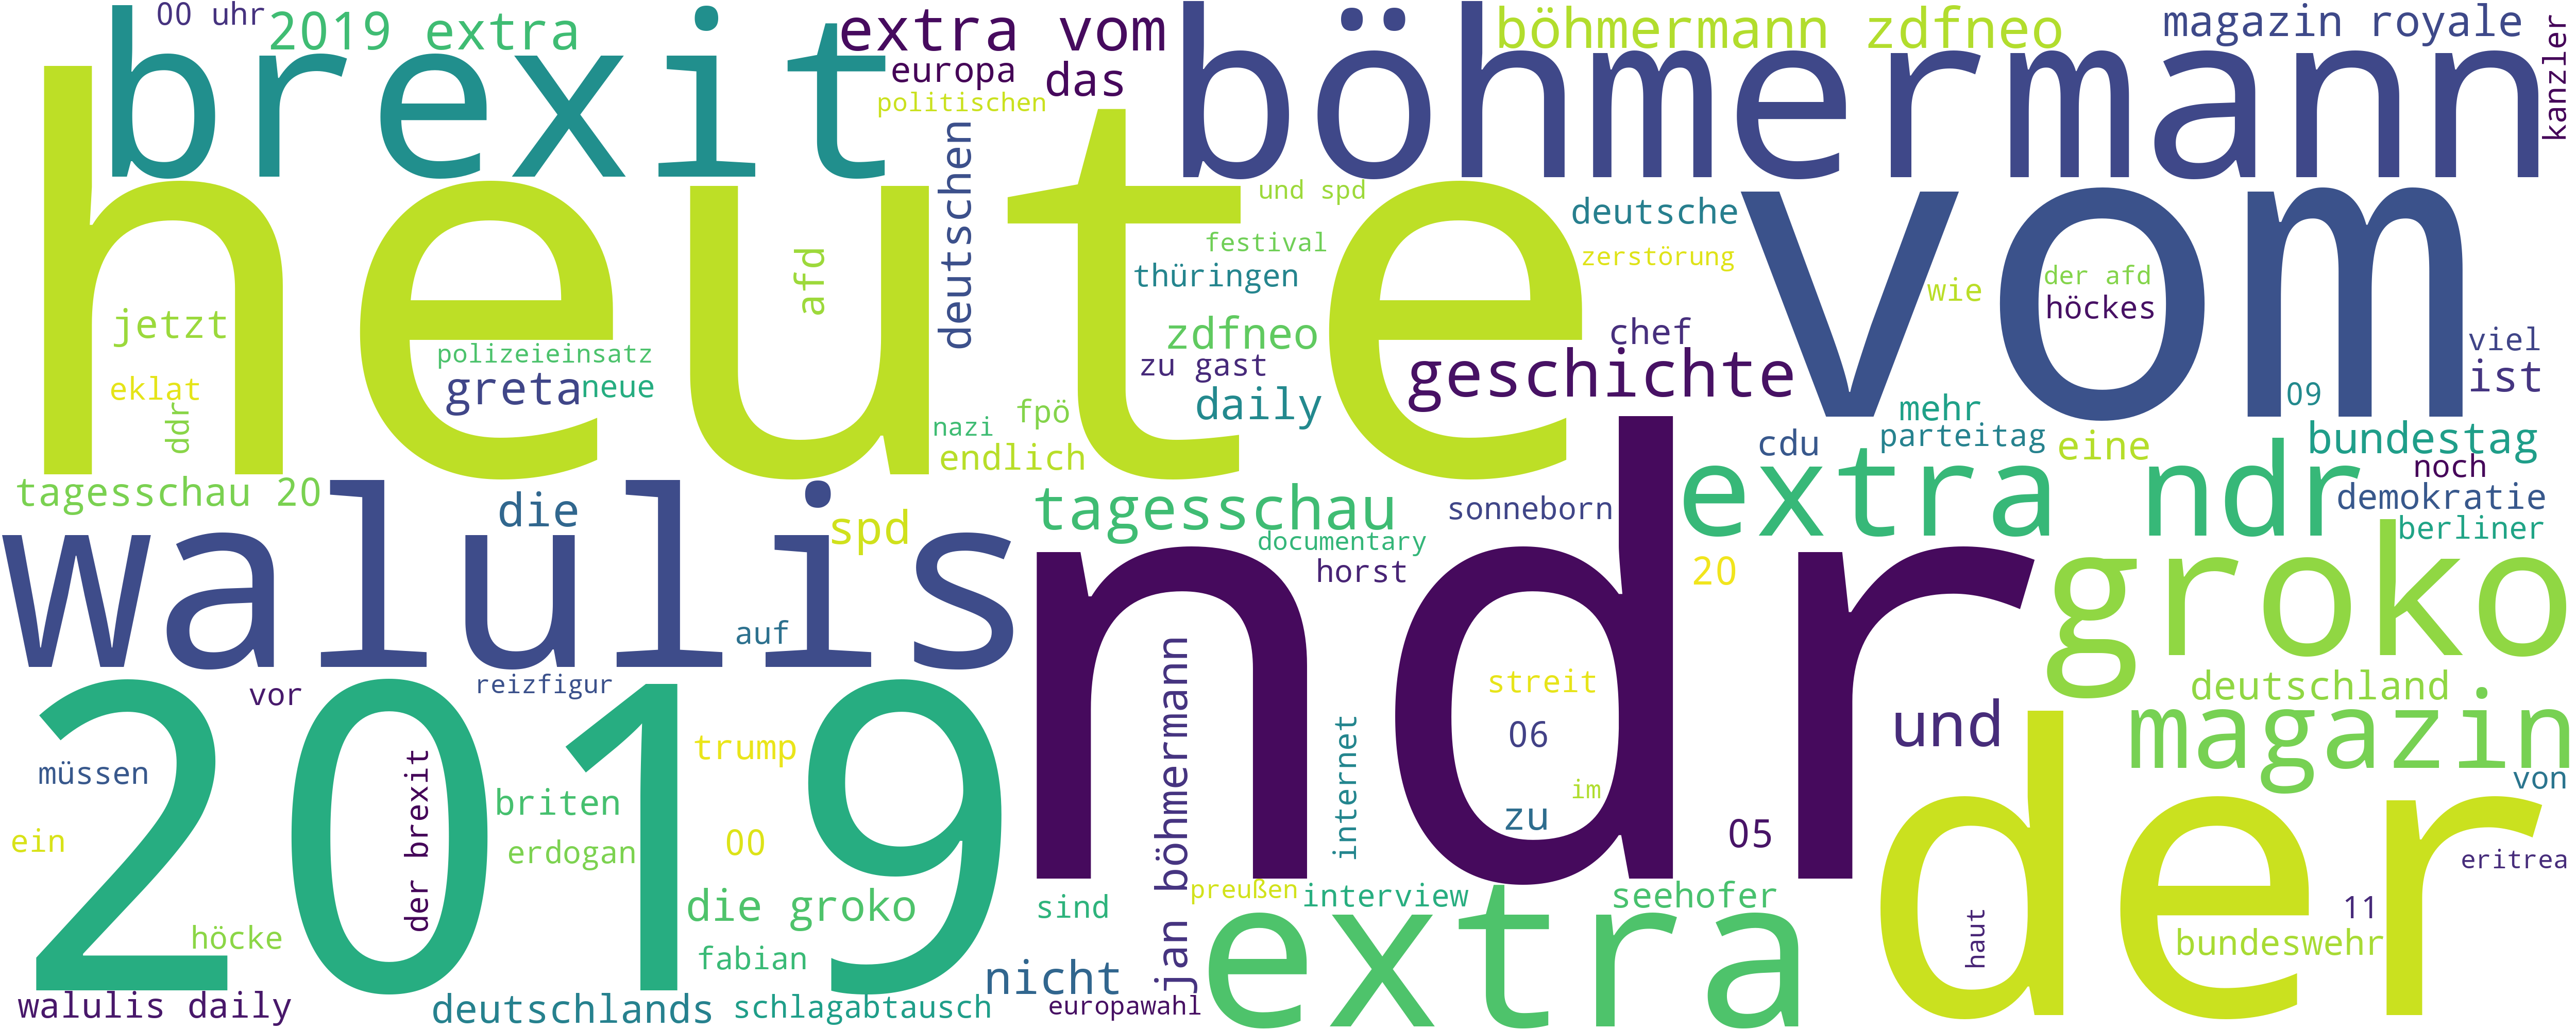 00 uhr
2019 extra
extra vom
böhmermann zdfneo
magazin royale
kanzler
brexit
europa
das
böhmermann
politischen
deutschen
heute
vom
und spd
deutsche
festival
zerstörung
thüringen
afd
der afd
wie
höckes
jetzt
zdfneo
chef
viel
polizeieinsatz
zu gast
geschichte
ist
eklat
greta
neue
daily
09
ddr
fpö
mehr
nazi
cdu
parteitag
eine
bundestag
endlich
noch
tagesschau 20
die
tagesschau
sonneborn
extra ndr
demokratie
spd
berliner
documentary
walulis
horst
20
groko
ndr
auf
vor
reizfigur
streit
deutschland
2019
jan böhmermann
internet
06
und
magazin
trump
müssen
der brexit
briten
im
von
ein
erdogan
00
zu
05
der
eritrea
preußen
interview
seehofer
die groko
sind
11
höcke
fabian
haut
bundeswehr
extra
nicht
walulis daily
deutschlands
schlagabtausch
europawahl